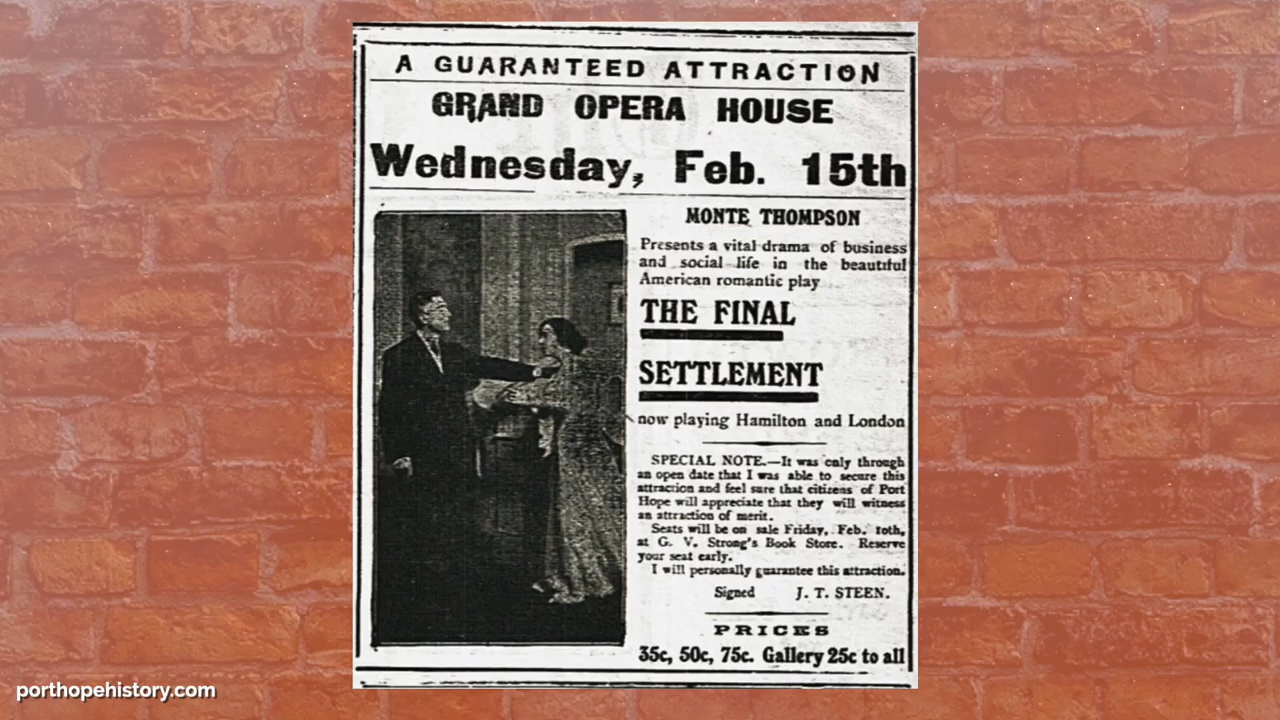 A GUARANTEED ATTRACTION
GRAND OPERA HOUSE
Wednesday, Feb. 15th
MONTE THOMPSON
Presents a vital drama of business
and social life in the beautiful
American romantic play
THE FINAL
SETTLEMENT
now playing Hamilton and London
SPECIAL NOTE.—It was only through
an open date that I was able to secure this
attraction and feel sure that citizens of Port
Hope will appreciate that they will witness
an attraction of merit.
Seats will be on sale Friday, Feb. 10th,
at G. V. Strong's Book Store. Reserve
your seat early.
I will personally guarantee this attraction.
Signed J. T. STEEN.
PRICES
35c, 50c, 75c. Gallery 25c to all
porthopehistory.com